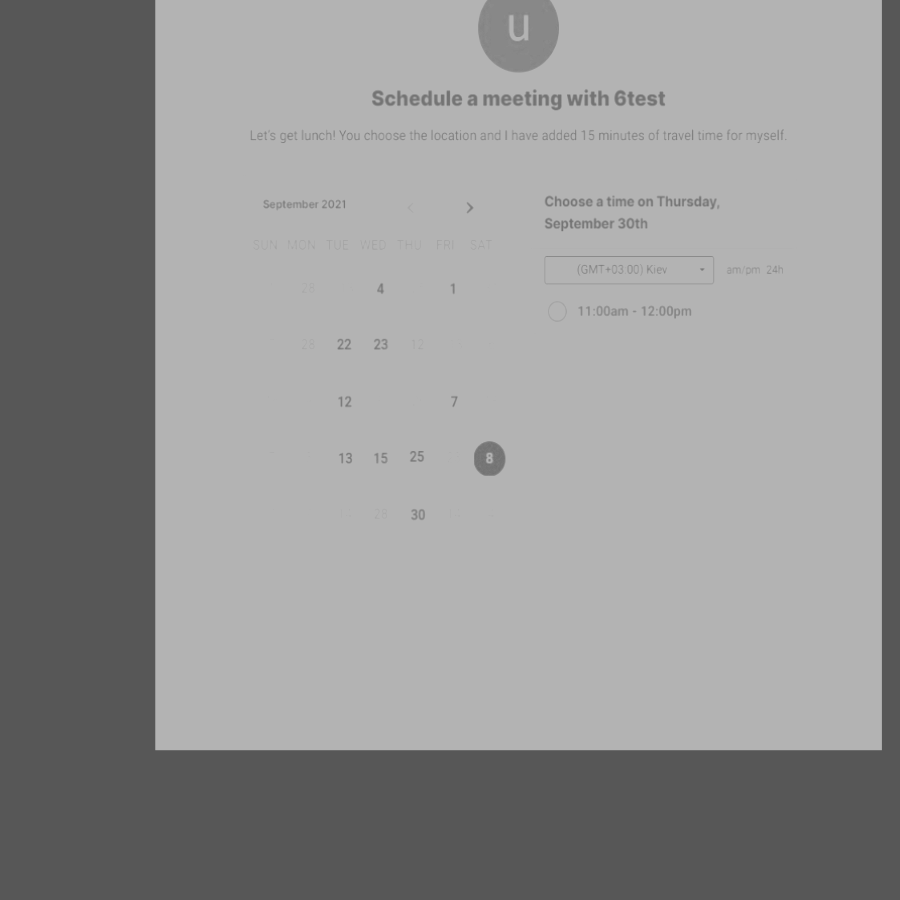 u
Schedule a meeting with 6test
Let's get lunch! You choose the location and I have added 15 minutes of travel time for myself.
September 2021
SUN MON TUE WED THU FRI SAT
28 4 1
29 22 23 12
12 7
13 15 25 8
29 30
Choose a time on Thursday,
September 30th
(GMT+03:00) Kiev am/pm 24h
11:00am - 12:00pm